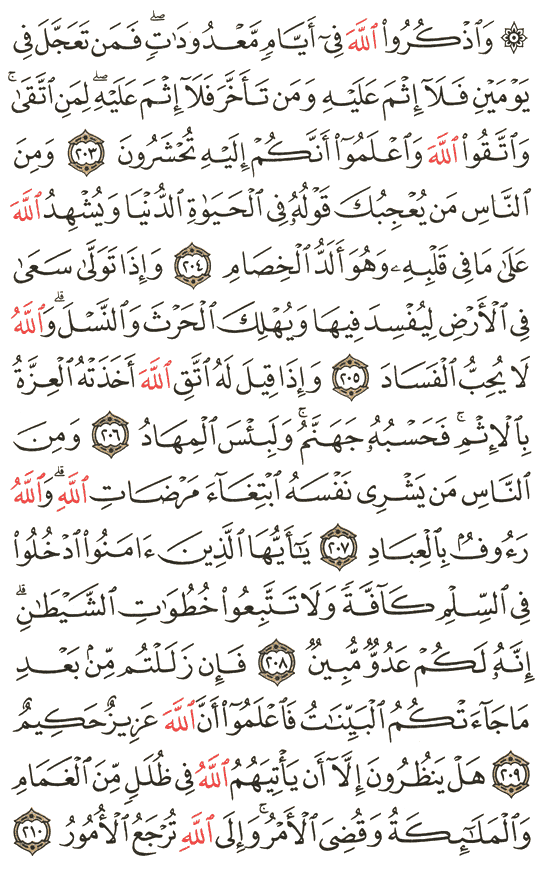 ۞ وَٱذۡكُرُواْ ٱللَّهَ فِيٓ أَيَّامٖ مَّعۡدُودَٰتٖۚ فَمَن تَعَجَّلَ فِي
يَوۡمَيۡنِ فَلَآ إِثۡمَ عَلَيۡهِ وَمَن تَأَخَّرَ فَلَآ إِثۡمَ عَلَيۡهِۖ لِمَنِ ٱتَّقَىٰۗ
وَٱتَّقُواْ ٱللَّهَ وَٱعۡلَمُوٓاْ أَنَّكُمۡ إِلَيۡهِ تُحۡشَرُونَ ٢٠٣ وَمِنَ
ٱلنَّاسِ مَن يُعۡجِبُكَ قَوۡلُهُۥ فِي ٱلۡحَيَوٰةِ ٱلدُّنۡيَا وَيُشۡهِدُ ٱللَّهَ
عَلَىٰ مَا فِي قَلۡبِهِۦ وَهُوَ أَلَدُّ ٱلۡخِصَامِ ٢٠٤ وَإِذَا تَوَلَّىٰ سَعَىٰ
فِي ٱلۡأَرۡضِ لِيُفۡسِدَ فِيهَا وَيُهۡلِكَ ٱلۡحَرۡثَ وَٱلنَّسۡلَۚ وَٱللَّهُ
لَا يُحِبُّ ٱلۡفَسَادَ ٢٠٥ وَإِذَا قِيلَ لَهُ ٱتَّقِ ٱللَّهَ أَخَذَتۡهُ ٱلۡعِزَّةُ
بِٱلۡإِثۡمِۚ فَحَسۡبُهُۥ جَهَنَّمُۖ وَلَبِئۡسَ ٱلۡمِهَادُ ٢٠٦ وَمِنَ
ٱلنَّاسِ مَن يَشۡرِي نَفۡسَهُ ٱبۡتِغَآءَ مَرۡضَاتِ ٱللَّهِۚ وَٱللَّهُ
رَءُوفُۢ بِٱلۡعِبَادِ ٢٠٧ يَٰٓأَيُّهَا ٱلَّذِينَ ءَامَنُواْ ٱدۡخُلُواْ
فِي ٱلسِّلۡمِ كَآفَّةٗ وَلَا تَتَّبِعُواْ خُطُوَٰتِ ٱلشَّيۡطَٰنِۚ
إِنَّهُۥ لَكُمۡ عَدُوّٞ مُّبِينٞ ٢٠٨ فَإِن زَلَلۡتُم مِّنۢ بَعۡدِ
مَا جَآءَتۡكُمُ ٱلۡبَيِّنَٰتُ فَٱعۡلَمُوٓاْ أَنَّ ٱللَّهَ عَزِيزٌ حَكِيمٌ
٢٠٩ هَلۡ يَنظُرُونَ إِلَّآ أَن يَأۡتِيَهُمُ ٱللَّهُ فِي ظُلَلٖ مِّنَ ٱلۡغَمَامِ
وَٱلۡمَلَٰٓئِكَةُ وَقُضِيَ ٱلۡأَمۡرُۚ وَإِلَى ٱللَّهِ تُرۡجَعُ ٱلۡأُمُورُ ٢١٠